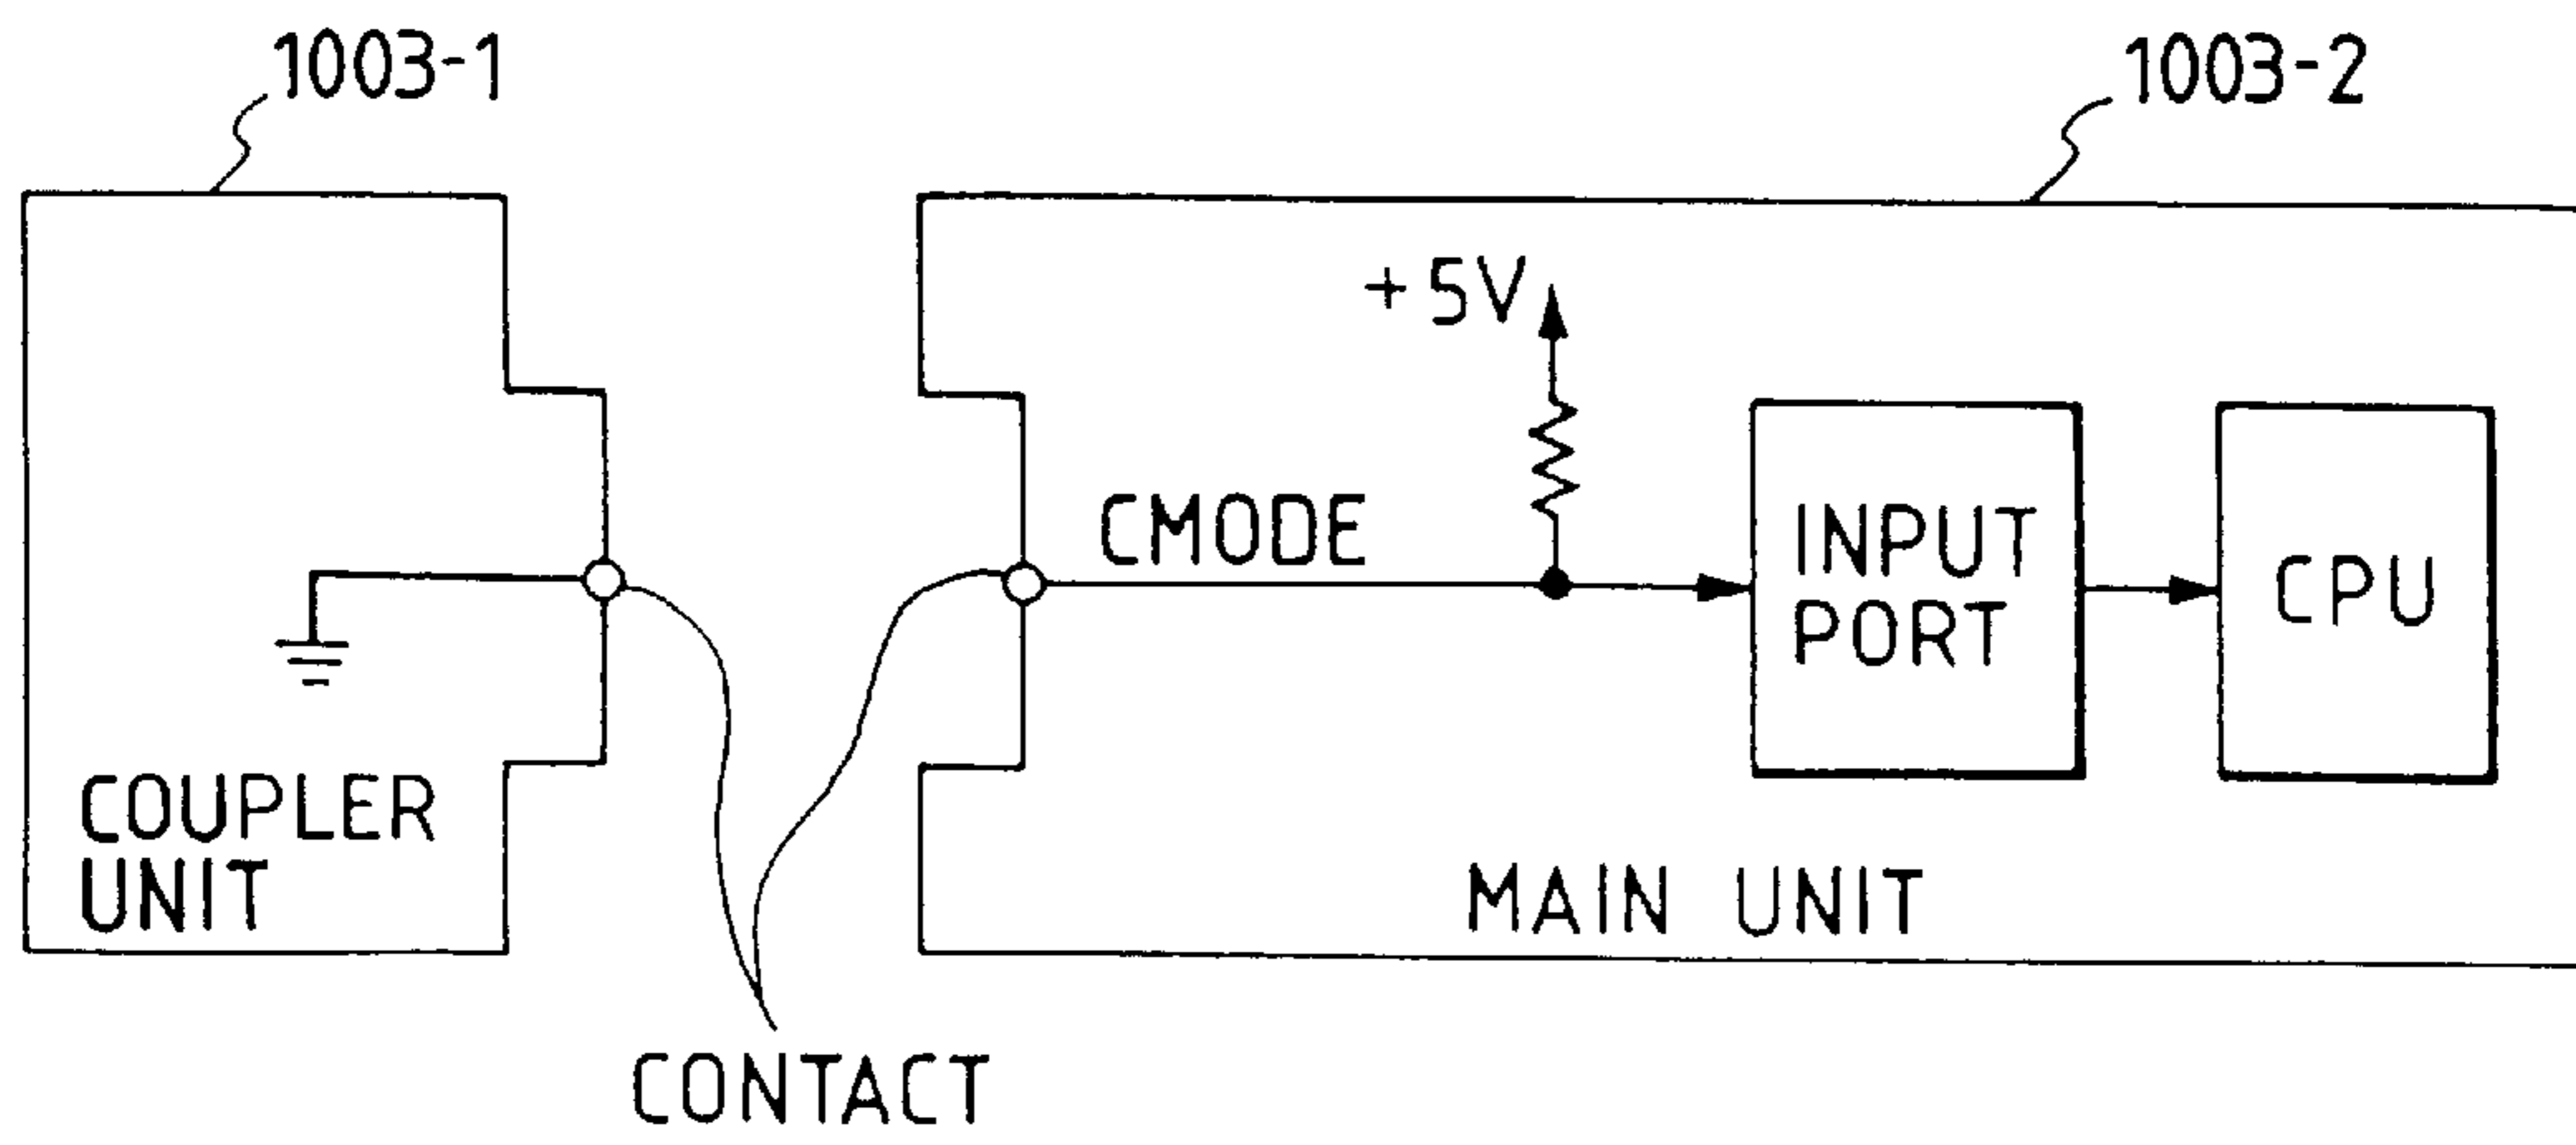 1003-1
1003-2
+5V
CMODE
INPUT
PORT
CPU
COUPLER
UNIT
MAIN UNIT
CONTACT